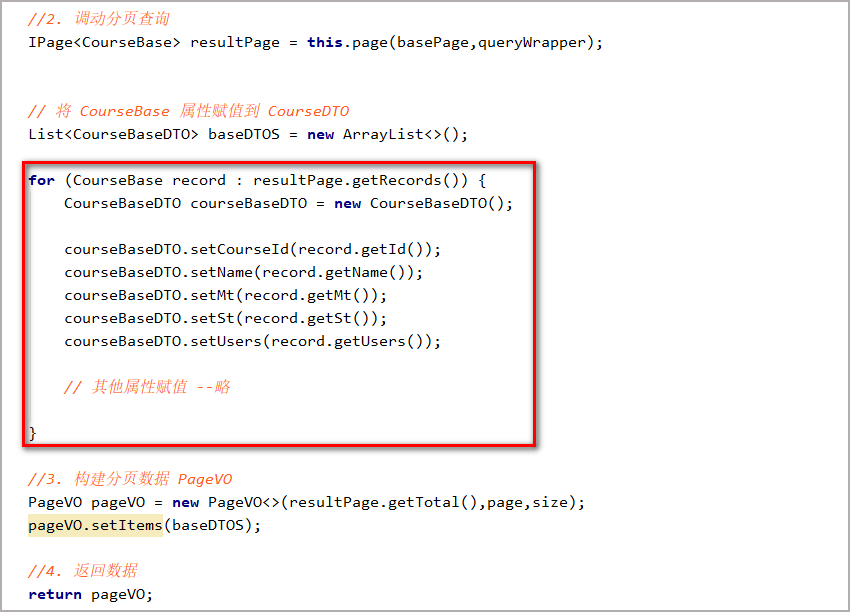 //2. 调动分页查询
IPage<CourseBase> resultPage = this.page(basePage,queryWrapper);
// 将 CourseBase 属性赋值到 CourseDTO
List<CourseBaseDTO> baseDTOS = new ArrayList<>();
for (CourseBase record : resultPage.getRecords()) {
CourseBaseDTO courseBaseDTO = new CourseBaseDTO();
courseBaseDTO.setCourseId(record.getId());
courseBaseDTO.setName(record.getName());
courseBaseDTO.setMt(record.getMt());
courseBaseDTO.setSt(record.getSt());
courseBaseDTO.setUsers(record.getUsers());
// 其他属性赋值 --略
}
//3. 构建分页数据 PageVO
PageVO pageVO = new PageVO<>(resultPage.getTotal(),page,size);
pageVO.setItems(baseDTOS);
//4. 返回数据
return pageVO;